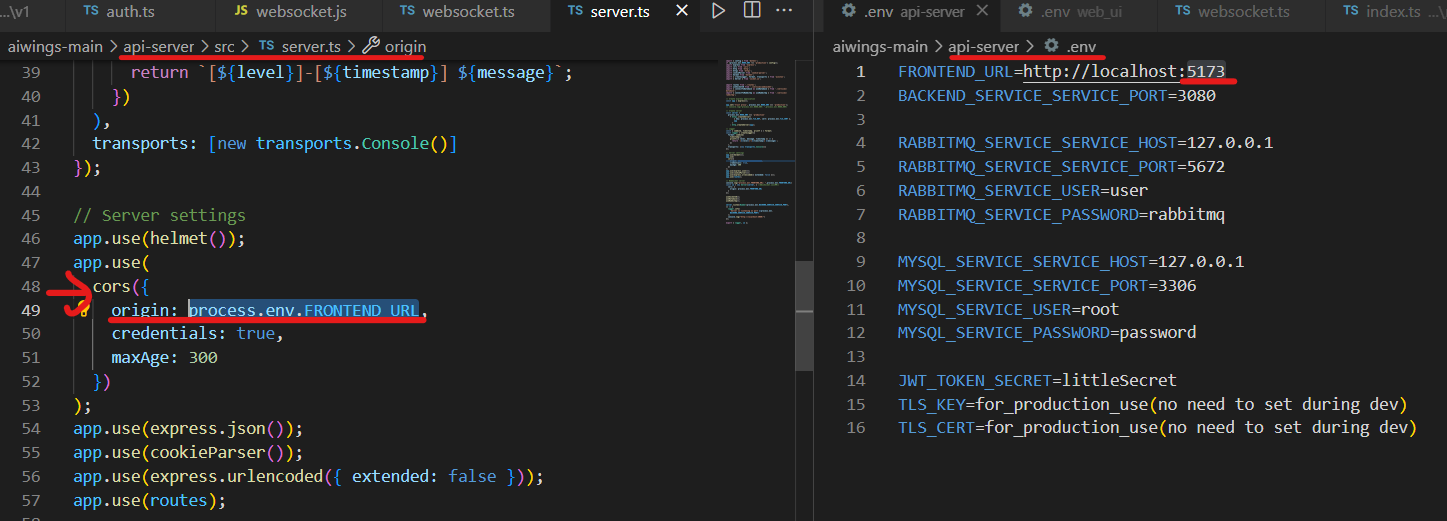 ...\v1
TS auth.ts
JS websocket.js
TS websocket.ts
TS server.ts
aiwings-main > api-server > src > TS server.ts > origin
39 return `[${level}]-[${timestamp}] ${message}`;
40 })
41 ),
42 transports: [new transports.Console()]
43 });
44
45 // Server settings
46 app.use(helmet());
47 app.use(
48 cors({
49 origin: process.env.FRONTEND_URL,
50 credentials: true,
51 maxAge: 300
52 })
53 );
54 app.use(express.json());
55 app.use(cookieParser());
56 app.use(express.urlencoded({ extended: false }));
57 app.use(routes);
.env api-server
.env web_ui
TS websocket.ts
TS index.ts ...\v
aiwings-main > api-server > .env
1 FRONTEND_URL=http://localhost:5173
2 BACKEND_SERVICE_SERVICE_PORT=3080
3
4 RABBITMQ_SERVICE_SERVICE_HOST=127.0.0.1
5 RABBITMQ_SERVICE_SERVICE_PORT=5672
6 RABBITMQ_SERVICE_USER=user
7 RABBITMQ_SERVICE_PASSWORD=rabbitmq
8
9 MYSQL_SERVICE_SERVICE_HOST=127.0.0.1
10 MYSQL_SERVICE_SERVICE_PORT=3306
11 MYSQL_SERVICE_USER=root
12 MYSQL_SERVICE_PASSWORD=password
13
14 JWT_TOKEN_SECRET=littleSecret
15 TLS_KEY=for_production_use(no need to set during dev)
16 TLS_CERT=for_production_use(no need to set during dev)